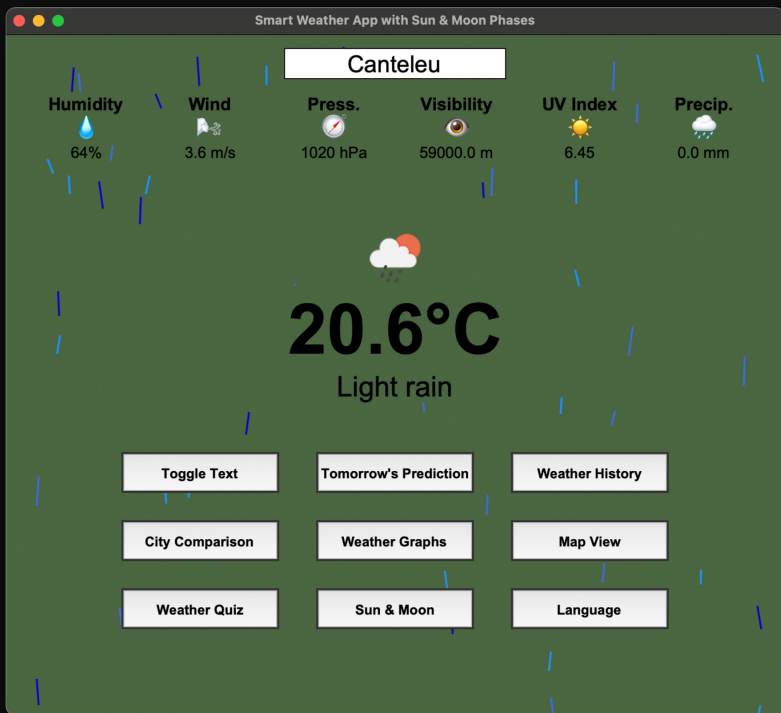 Smart Weather App with Sun & Moon Phases
Canteleu
Humidity Wind Press. Visibility UV Index Precip.
64% 3.6 m/s 1020 hPa 59000.0 m 6.45 0.0 mm
20.6°C
Light rain
Toggle Text Tomorrow's Prediction Weather History
City Comparison Weather Graphs Map View
Weather Quiz Sun & Moon Language